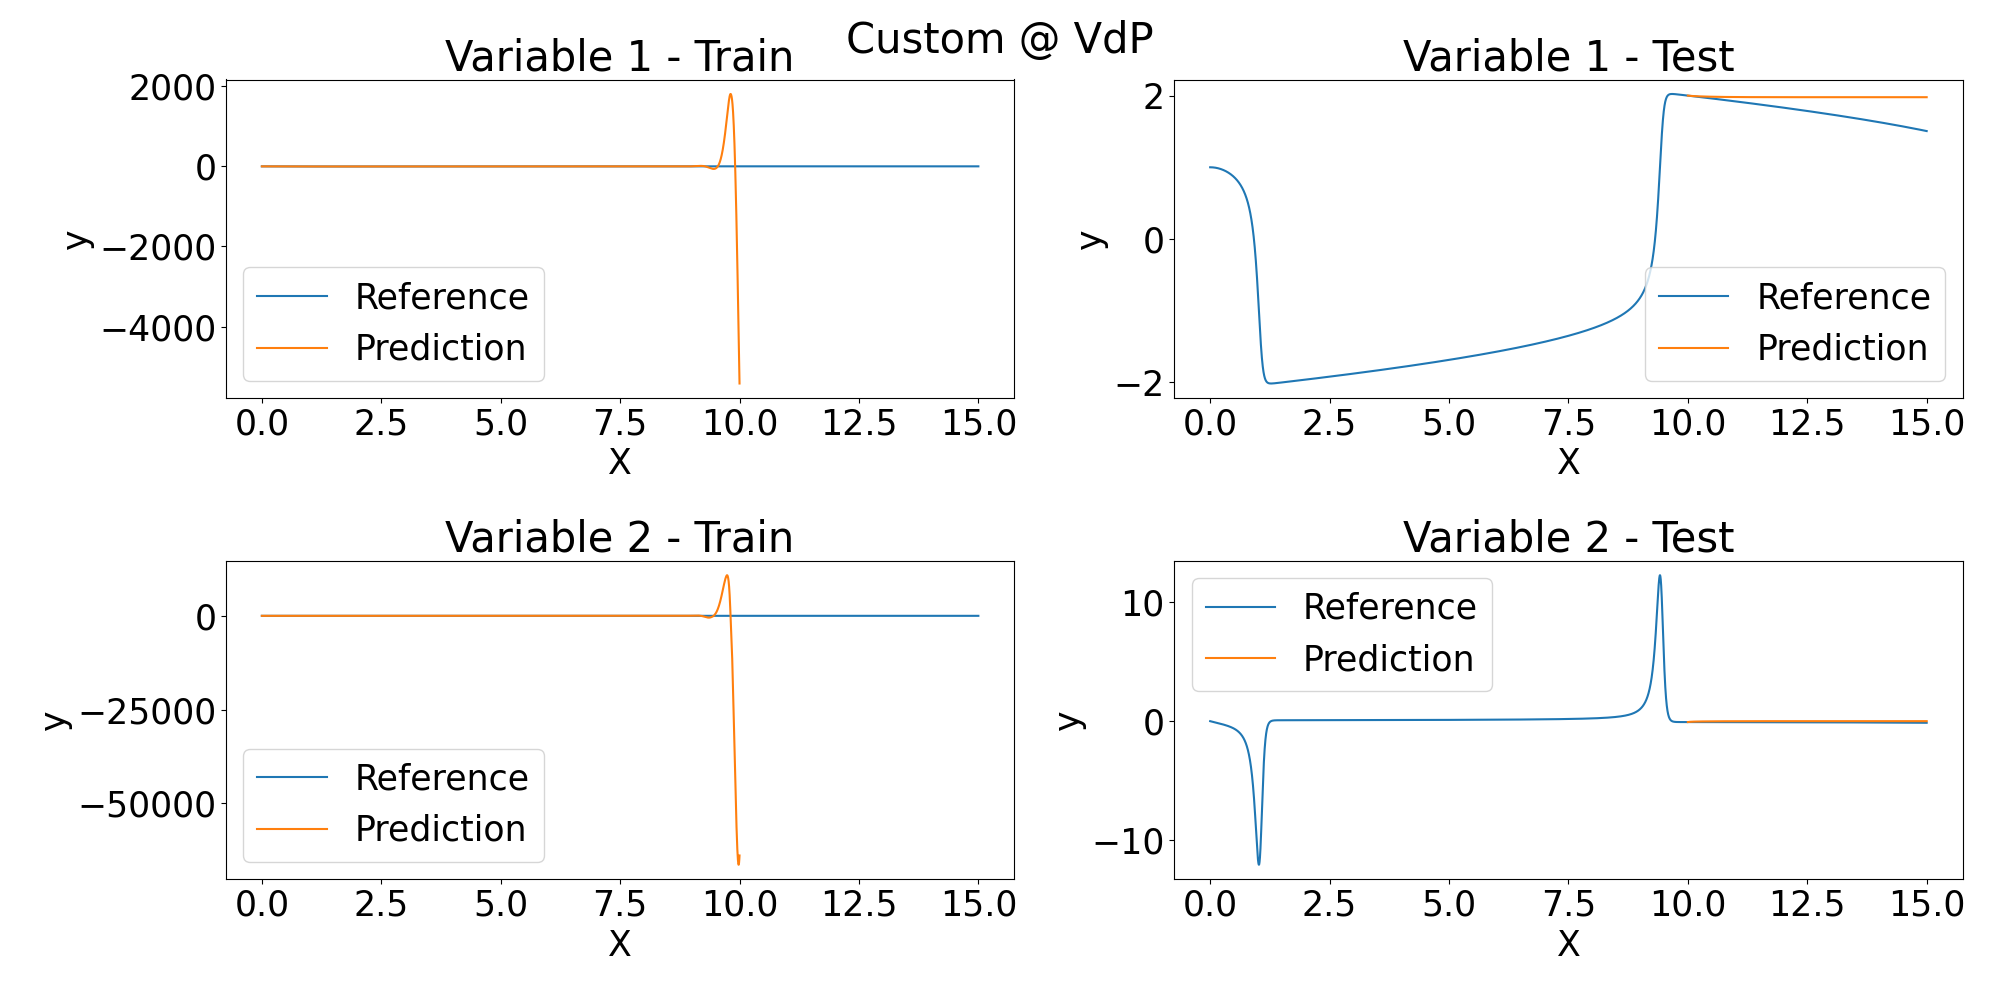 Custom @ VdP
Variable 1 - Train
2000
0
−2000
−4000
y
Reference
Prediction
0.0 2.5 5.0 7.5 10.0 12.5 15.0
X
Variable 1 - Test
2
0
−2
y
Reference
Prediction
0.0 2.5 5.0 7.5 10.0 12.5 15.0
X
Variable 2 - Train
0
−25000
−50000
y
Reference
Prediction
0.0 2.5 5.0 7.5 10.0 12.5 15.0
X
Variable 2 - Test
10
0
−10
y
Reference
Prediction
0.0 2.5 5.0 7.5 10.0 12.5 15.0
X